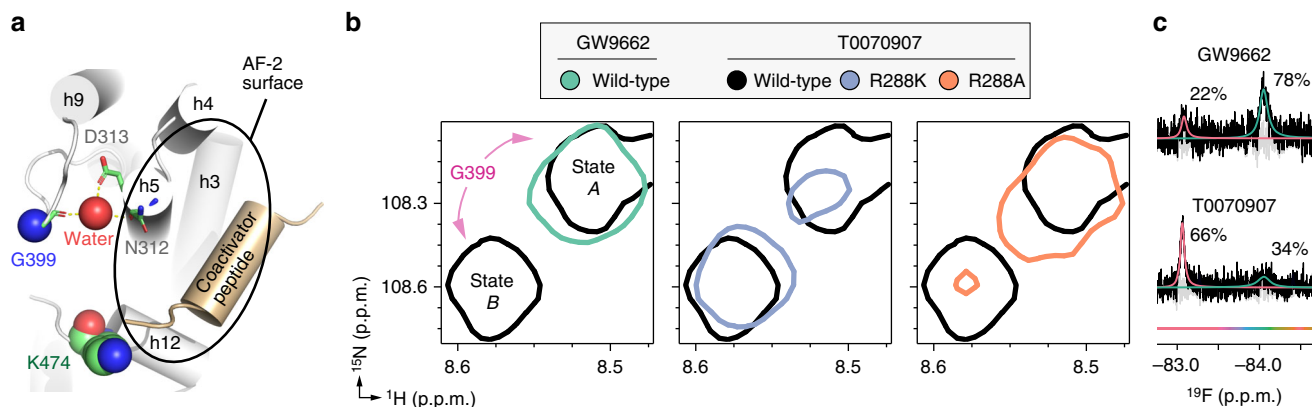 a
AF-2
surface
h9
h4
D313
h5
h3
Water
N312
G399
Coactivator
peptide
h12
K474
b
GW9662
T0070907
Wild-type
Wild-type
R288K
R288A
G399
State
A
State
B
108.3
108.6
15N (p.p.m.)
8.6
8.5
8.6
8.5
8.6
8.5
1H (p.p.m.)
c
GW9662
22%
78%
T0070907
66%
34%
–83.0
–84.0
19F (p.p.m.)